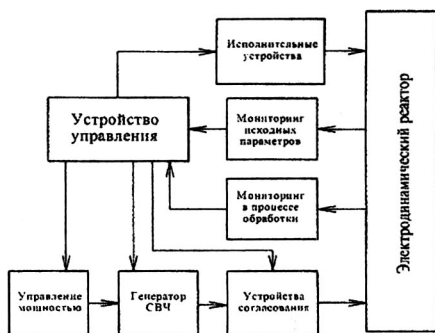 Исполнительные
устройства
Устройство
управления
Мониторинг
исходных
параметров
Мониторинг
в процессе
обработки
Управление
мощностью
Генератор
СВЧ
Устройства
согласования
Электродинамический реактор